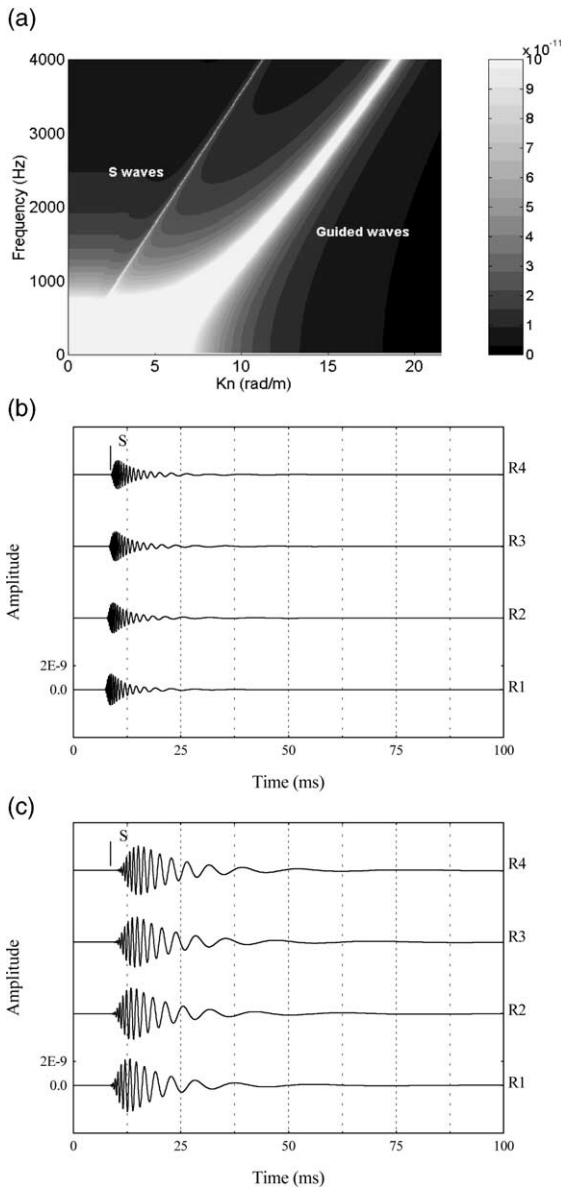 (a)
x 10⁻¹¹
4000
3000
2000
1000
0
Frequency (Hz)
S waves
Guided waves
0
5
10
15
20
Kn (rad/m)
10
9
8
7
6
5
4
3
2
1
0
(b)
S
R4
R3
R2
R1
Amplitude
2E-9
0.0
0
25
50
75
100
Time (ms)
(c)
S
R4
R3
R2
R1
Amplitude
2E-9
0.0
0
25
50
75
100
Time (ms)